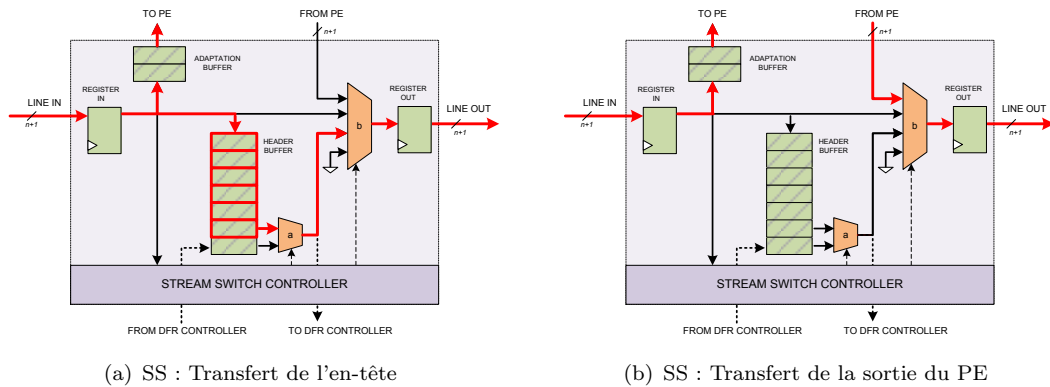 TO PE
FROM PE
n+1
ADAPTATION
BUFFER
REGISTER
IN
LINE IN
n+1
HEADER
BUFFER
REGISTER
OUT
LINE OUT
n+1
b
a
STREAM SWITCH CONTROLLER
FROM DFR CONTROLLER
TO DFR CONTROLLER
(a) SS : Transfert de l'en-tête
TO PE
FROM PE
n+1
ADAPTATION
BUFFER
REGISTER
IN
LINE IN
n+1
HEADER
BUFFER
REGISTER
OUT
LINE OUT
n+1
b
a
STREAM SWITCH CONTROLLER
FROM DFR CONTROLLER
TO DFR CONTROLLER
(b) SS : Transfert de la sortie du PE